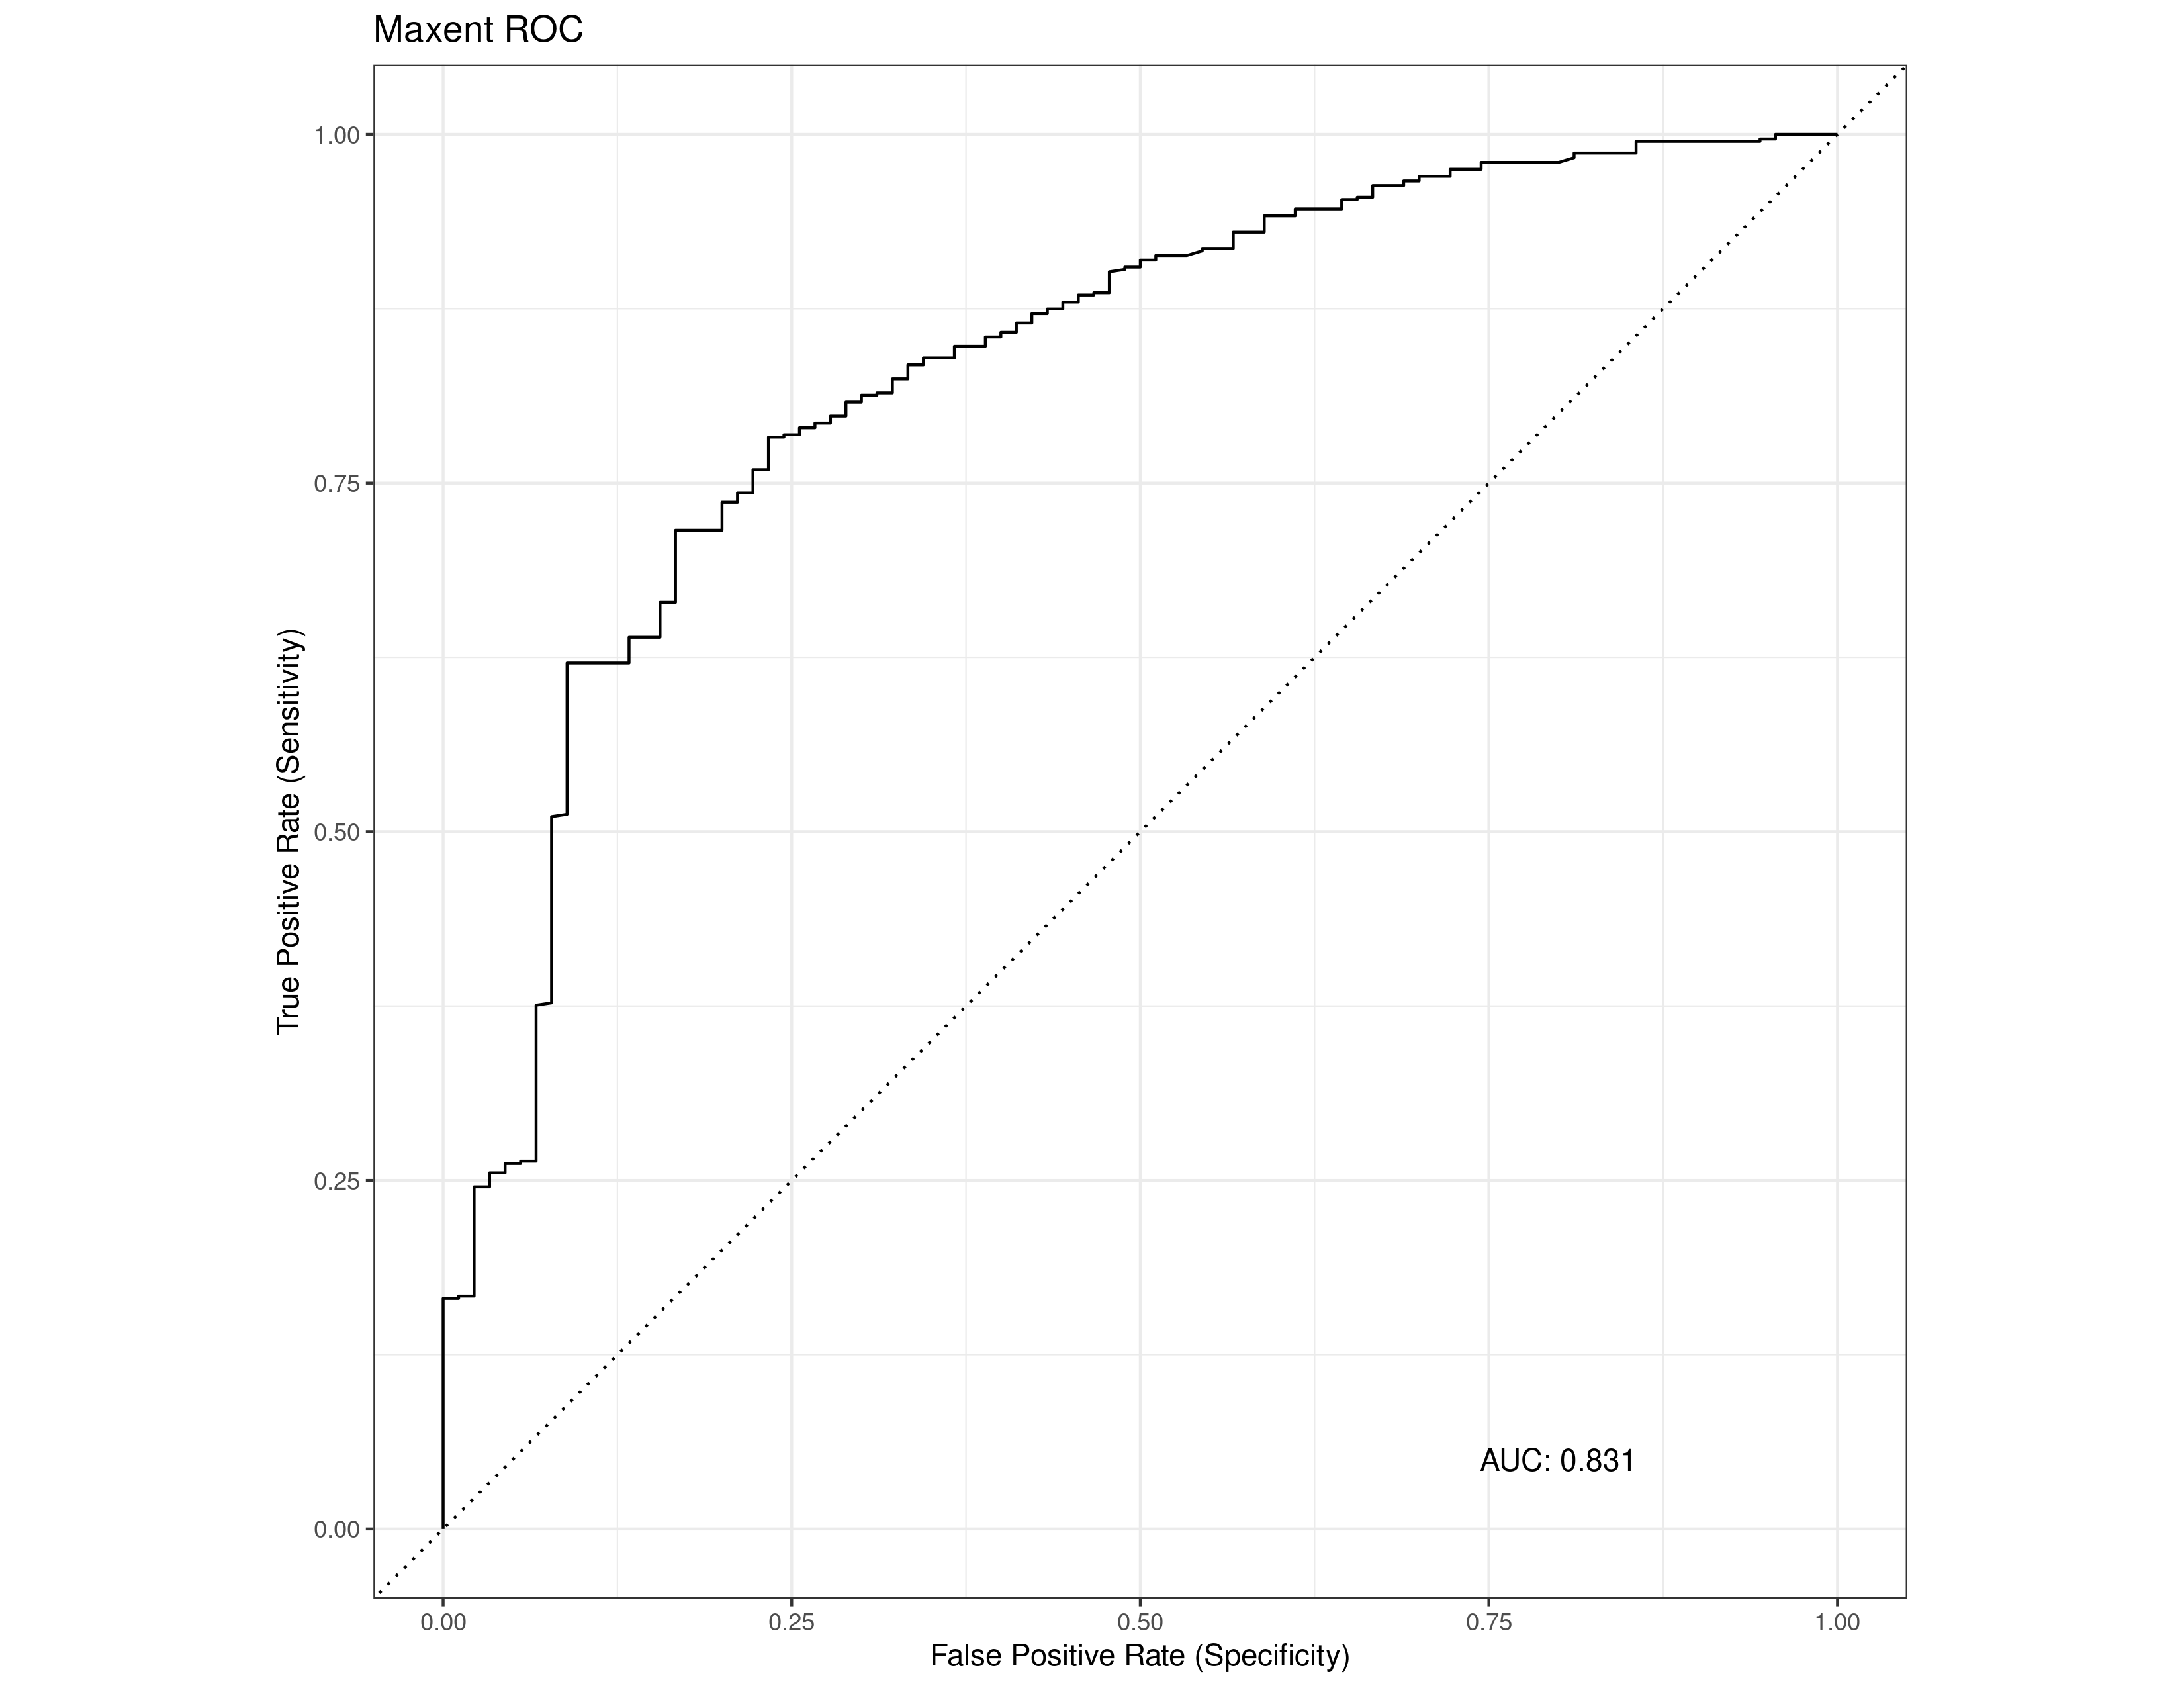 Maxent ROC
True Positive Rate (Sensitivity)
1.00
0.75
0.50
0.25
0.00
AUC: 0.831
0.00 0.25 0.50 0.75 1.00
False Positive Rate (Specificity)